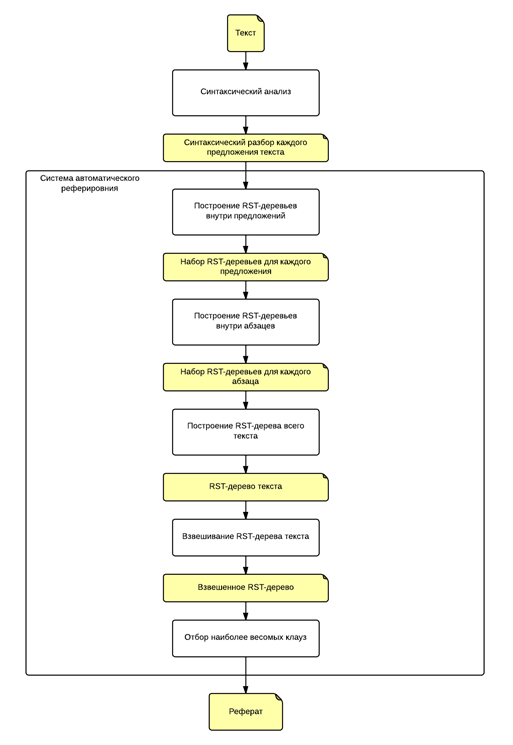 Текст
Синтаксический анализ
Синтаксический разбор каждого
предложения текста
Система автоматического
реферировния
Построение RST-деревьев
внутри предложений
Набор RST-деревьев для каждого
предложения
Построение RST-деревьев
внутри абзацев
Набор RST-деревьев для каждого
абзаца
Построение RST-дерева всего
текста
RST-дерево текста
Взвешивание RST-дерева текста
Взвешенное RST-дерево
Отбор наиболее весомых клауз
Реферат